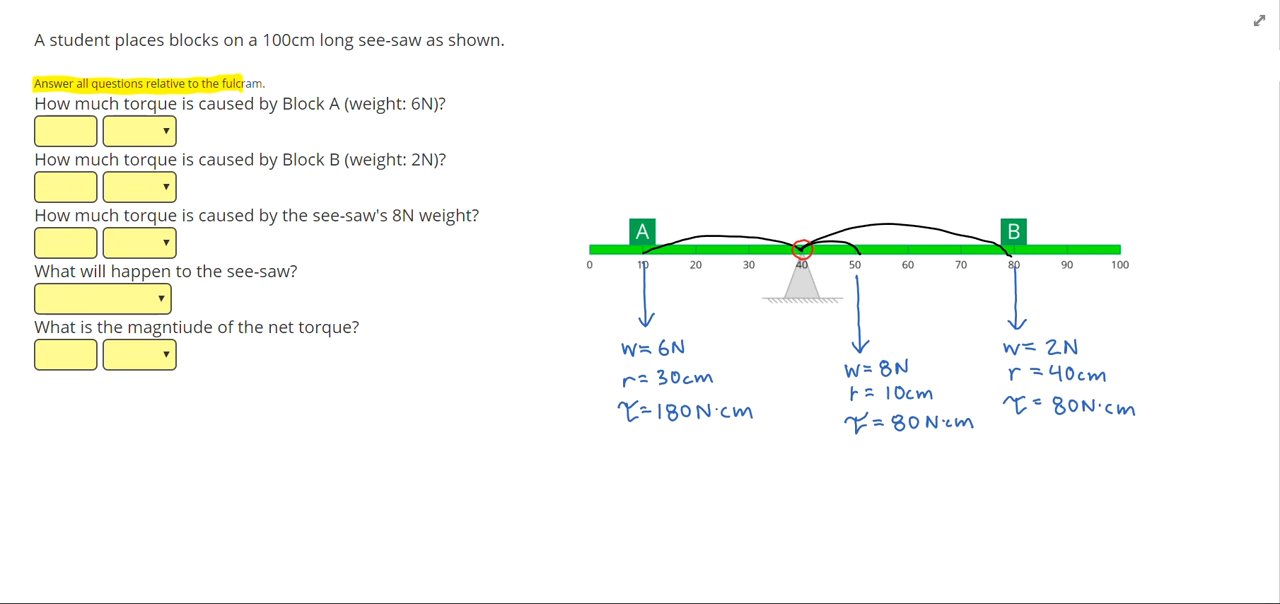 A student places blocks on a 100cm long see-saw as shown.
Answer all questions relative to the fulcram.
How much torque is caused by Block A (weight: 6N)?
How much torque is caused by Block B (weight: 2N)?
How much torque is caused by the see-saw's 8N weight?
What will happen to the see-saw?
What is the magntiude of the net torque?
A B
0 10 20 30 40 50 60 70 80 90 100
w= 6N
r= 30cm
τ=180N·cm
w= 8N
r= 10cm
τ= 80N·cm
w= 2N
r =40cm
τ= 80N·cm